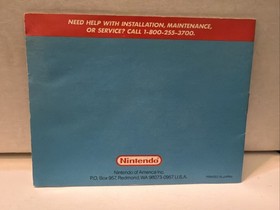 NEED HELP WITH INSTALLATION, MAINTENANCE,
OR SERVICE? CALL 1-800-255-3700.
Nintendo
Nintendo of America Inc.
P.O. Box 957, Redmond, WA 98073-0957 U.S.A.